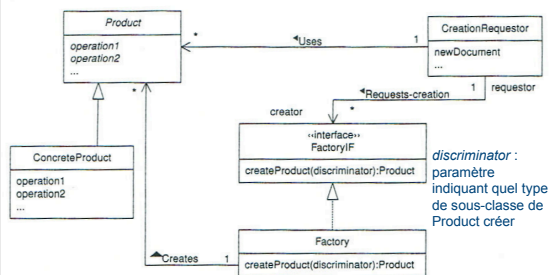 Product
operation1
operation2
...
*
Uses
1
CreationRequestor
newDocument
...
*
Requests-creation
1
requestor
creator
*
«interface»
FactoryIF
createProduct(discriminator):Product
discriminator :
paramètre
indiquant quel type
de sous-classe de
Product créer
ConcreteProduct
operation1
operation2
...
Creates
1
Factory
createProduct(discriminator):Product